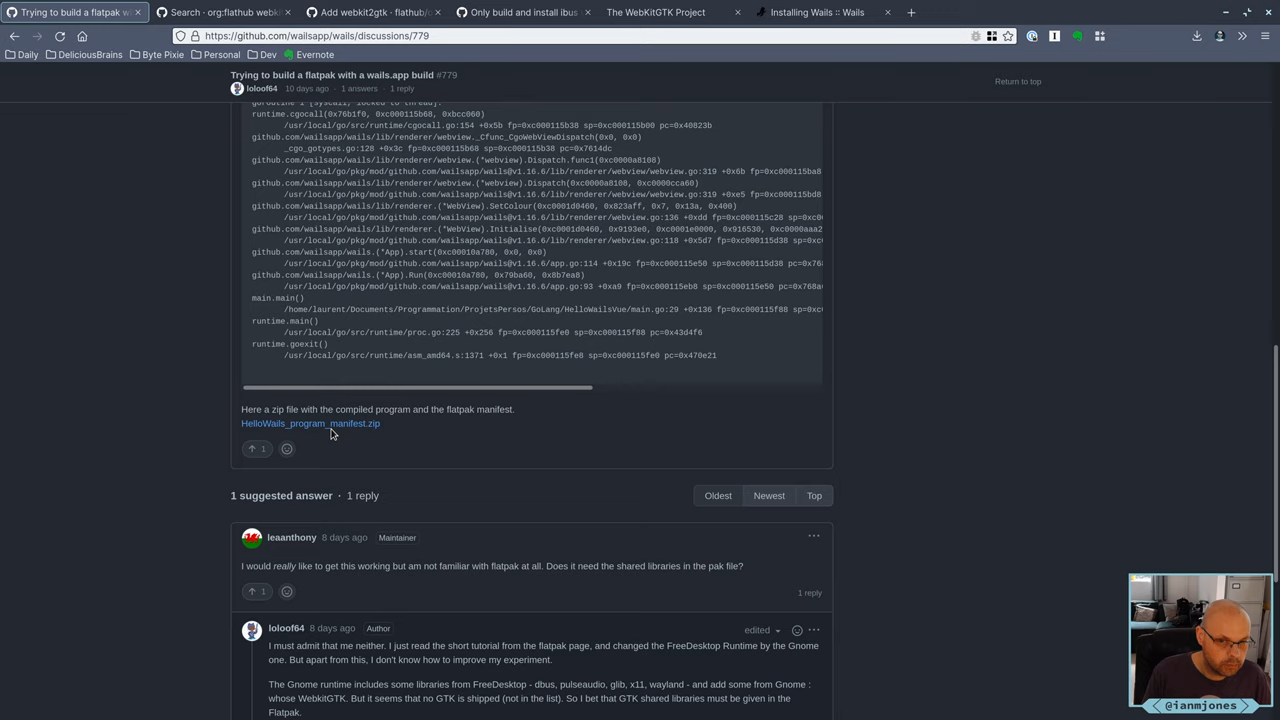 Trying to build a flatpak w
Search · org:flathub webk
Add webkit2gtk · flathub/c
Only build and install ibus
The WebKitGTK Project
Installing Wails :: Wails
https://github.com/wailsapp/wails/discussions/779
Daily
DeliciousBrains
Byte Pixie
Personal
Dev
Evernote
Trying to build a flatpak with a wails.app build #779
loloof64 10 days ago · 1 answers · 1 reply
Return to top
goroutine 1 [syscall, locked to thread]:
runtime.cgocall(0x76b1f0, 0xc000115b68, 0xbcc060)
/usr/local/go/src/runtime/cgocall.go:154 +0x5b fp=0xc000115b38 sp=0xc000115b00 pc=0x40823b
github.com/wailsapp/wails/lib/renderer/webview._Cfunc_CgoWebViewDispatch(0x0, 0x0)
_cgo_gotypes.go:128 +0x3c fp=0xc000115b68 sp=0xc000115b38 pc=0x7614dc
github.com/wailsapp/wails/lib/renderer/webview.(*webview).Dispatch.func1(0xc0000a8108)
/usr/local/go/pkg/mod/github.com/wailsapp/wails@v1.16.6/lib/renderer/webview/webview.go:319 +0x6b fp=0xc000115ba8
github.com/wailsapp/wails/lib/renderer/webview.(*webview).Dispatch(0xc0000a8108, 0xc0000cca60)
/usr/local/go/pkg/mod/github.com/wailsapp/wails@v1.16.6/lib/renderer/webview/webview.go:319 +0xe5 fp=0xc000115bd8
github.com/wailsapp/wails/lib/renderer.(*WebView).SetColour(0xc0001d0460, 0x823aff, 0x7, 0x13a, 0x400)
/usr/local/go/pkg/mod/github.com/wailsapp/wails@v1.16.6/lib/renderer/webview.go:136 +0xdd fp=0xc000115c28 sp=0xc0
github.com/wailsapp/wails/lib/renderer.(*WebView).Initialise(0xc0001d0460, 0x9193e0, 0xc0001e0000, 0x916530, 0xc0000aaa2
/usr/local/go/pkg/mod/github.com/wailsapp/wails@v1.16.6/lib/renderer/webview.go:118 +0x5d7 fp=0xc000115d38 sp=0xc
github.com/wailsapp/wails.(*App).start(0xc00010a780, 0x0, 0x0)
/usr/local/go/pkg/mod/github.com/wailsapp/wails@v1.16.6/app.go:114 +0x19c fp=0xc000115e50 sp=0xc000115d38 pc=0x768
github.com/wailsapp/wails.(*App).Run(0xc00010a780, 0x79ba60, 0x8b7ea8)
/usr/local/go/pkg/mod/github.com/wailsapp/wails@v1.16.6/app.go:93 +0xa9 fp=0xc000115eb8 sp=0xc000115e50 pc=0x768a
main.main()
/home/laurent/Documents/Programmation/ProjetsPersos/GoLang/HelloWailsVue/main.go:29 +0x136 fp=0xc000115f88 sp=0xc0
runtime.main()
/usr/local/go/src/runtime/proc.go:225 +0x256 fp=0xc000115fe0 sp=0xc000115f88 pc=0x43d4f6
runtime.goexit()
/usr/local/go/src/runtime/asm_amd64.s:1371 +0x1 fp=0xc000115fe8 sp=0xc000115fe0 pc=0x470e21
Here a zip file with the compiled program and the flatpak manifest.
HelloWails_program_manifest.zip
1
1 suggested answer · 1 reply
Oldest Newest Top
leaanthony 8 days ago Maintainer
I would really like to get this working but am not familiar with flatpak at all. Does it need the shared libraries in the pak file?
1
1 reply
loloof64 8 days ago Author
edited
I must admit that me neither. I just read the short tutorial from the flatpak page, and changed the FreeDesktop Runtime by the Gnome
one. But apart from this, I don't know how to improve my experiment.
The Gnome runtime includes some libraries from FreeDesktop - dbus, pulseaudio, glib, x11, wayland - and add some from Gnome :
whose WebkitGTK. But it seems that no GTK is shipped (not in the list). So I bet that GTK shared libraries must be given in the
Flatpak.
<@ianmjones>